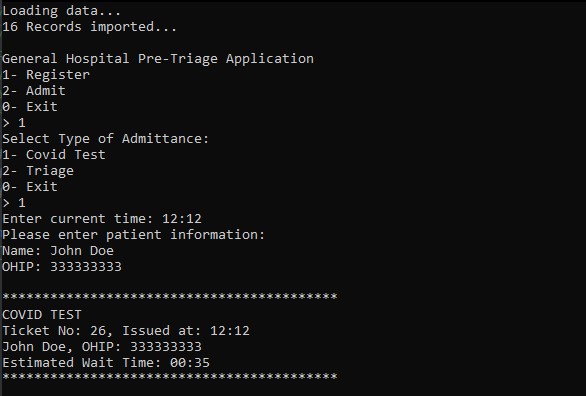 Loading data...
16 Records imported...

General Hospital Pre-Triage Application
1- Register
2- Admit
0- Exit
> 1
Select Type of Admittance:
1- Covid Test
2- Triage
0- Exit
> 1
Enter current time: 12:12
Please enter patient information:
Name: John Doe
OHIP: 333333333

******************************************
COVID TEST
Ticket No: 26, Issued at: 12:12
John Doe, OHIP: 333333333
Estimated Wait Time: 00:35
******************************************